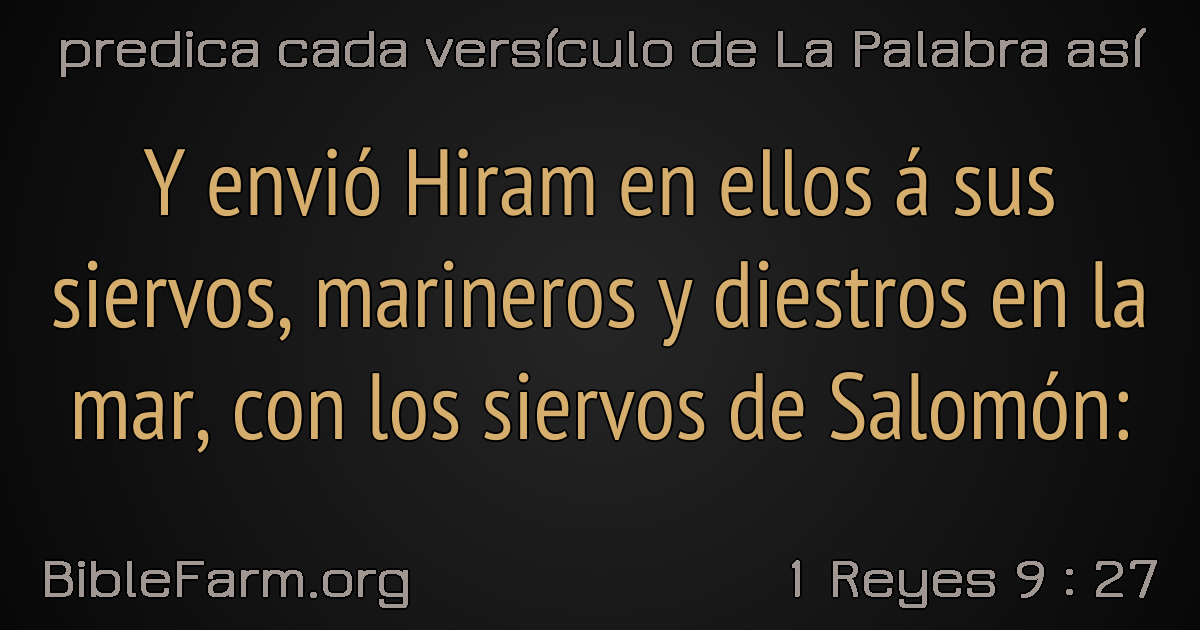 predica cada versículo de La Palabra así
Y envió Hiram en ellos á sus
siervos, marineros y diestros en la
mar, con los siervos de Salomón:
BibleFarm.org
1 Reyes 9 : 27